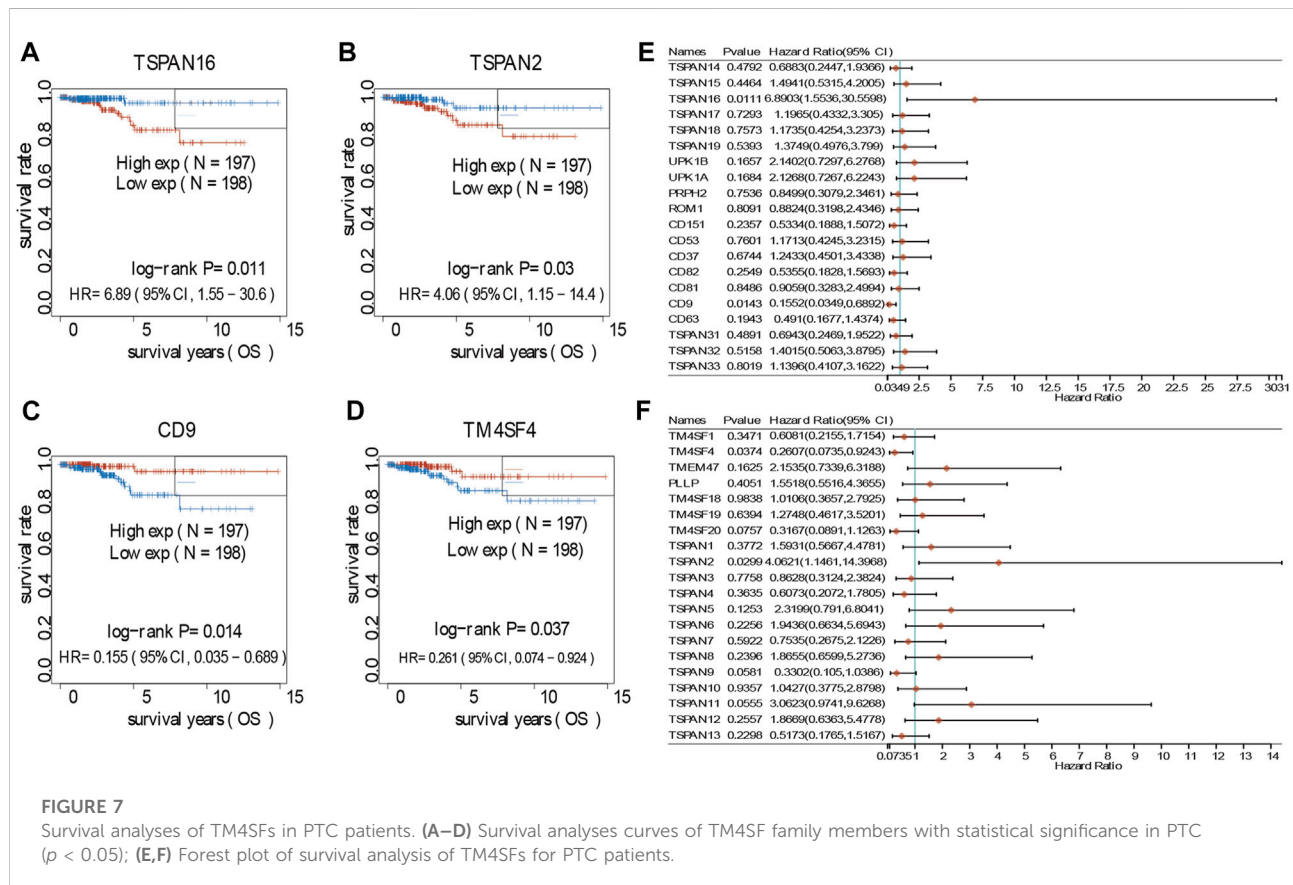 A
TSPAN16
survival rate
0.0 0.2 0.4 0.6 0.8 1.0
High exp ( N = 197)
Low exp ( N = 198)
log-rank P= 0.011
HR= 6.89 ( 95% CI, 1.55 - 30.6)
0 5 10 15
survival years ( OS)
B
TSPAN2
survival rate
0.0 0.2 0.4 0.6 0.8 1.0
High exp ( N = 197)
Low exp ( N = 198)
log-rank P= 0.03
HR= 4.06 ( 95% CI, 1.15 - 14.4)
0 5 10 15
survival years ( OS)
C
CD9
survival rate
0.0 0.2 0.4 0.6 0.8 1.0
High exp ( N = 197)
Low exp ( N = 198)
log-rank P= 0.014
HR= 0.155 ( 95% CI, 0.035 - 0.689)
0 5 10 15
survival years ( OS)
D
TM4SF4
survival rate
0.0 0.2 0.4 0.6 0.8 1.0
High exp ( N = 197)
Low exp ( N = 198)
log-rank P= 0.037
HR= 0.261 ( 95% CI, 0.074 - 0.924)
0 5 10 15
survival years ( OS)
E
Names Pvalue Hazard Ratio(95% CI)
TSPAN14 0.4792 0.6883(0.2447,1.9366)
TSPAN15 0.4464 1.4941(0.5315,4.2005)
TSPAN16 0.0111 6.8903(1.5536,30.5598)
TSPAN17 0.7293 1.1965(0.4332,3.305)
TSPAN18 0.7573 1.1735(0.4254,3.2373)
TSPAN19 0.5393 1.3749(0.4976,3.799)
UPK1B 0.1657 2.1402(0.7297,6.2768)
UPK1A 0.1684 2.1268(0.7267,6.2243)
PRPH2 0.7536 0.8499(0.3079,2.3461)
ROM1 0.8091 0.8824(0.3198,2.4346)
CD151 0.2357 0.5334(0.1888,1.5072)
CD53 0.7601 1.1713(0.4245,3.2315)
CD37 0.6744 1.2433(0.4501,3.4338)
CD82 0.2549 0.5355(0.1828,1.5693)
CD81 0.8486 0.9059(0.3283,2.4994)
CD9 0.0143 0.1552(0.0349,0.6892)
CD63 0.1943 0.491(0.1677,1.4374)
TSPAN31 0.4891 0.6943(0.2469,1.9522)
TSPAN32 0.5158 1.4015(0.5063,3.8795)
TSPAN33 0.8019 1.1396(0.4107,3.1622)
0.0349 2.5 5 7.5 10 12.5 15 17.5 20 22.5 25 27.5 3031
Hazard Ratio
F
Names Pvalue Hazard Ratio(95% CI)
TM4SF1 0.3471 0.6081(0.2155,1.7154)
TM4SF4 0.0374 0.2607(0.0735,0.9243)
TMEM47 0.1625 2.1535(0.7339,6.3188)
PLLP 0.4051 1.5518(0.5516,4.3655)
TM4SF18 0.9838 1.0106(0.3657,2.7925)
TM4SF19 0.6394 1.2748(0.4617,3.5201)
TM4SF20 0.0757 0.3167(0.0891,1.1263)
TSPAN1 0.3772 1.5931(0.5667,4.4781)
TSPAN2 0.0299 4.0621(1.1461,14.3968)
TSPAN3 0.7758 0.8628(0.3124,2.3824)
TSPAN4 0.3635 0.6073(0.2072,1.7805)
TSPAN5 0.1253 2.3199(0.791,6.8041)
TSPAN6 0.2256 1.9436(0.6634,5.6943)
TSPAN7 0.5922 0.7535(0.2675,2.1226)
TSPAN8 0.2396 1.8655(0.6599,5.2736)
TSPAN9 0.0581 0.3302(0.105,1.0386)
TSPAN10 0.9357 1.0427(0.3775,2.8798)
TSPAN11 0.0555 3.0623(0.9741,9.6268)
TSPAN12 0.2557 1.8669(0.6363,5.4778)
TSPAN13 0.2298 0.5173(0.1765,1.5167)
0.0735 1 2 3 4 5 6 7 8 9 10 11 12 13 14
Hazard Ratio
FIGURE 7
Survival analyses of TM4SFs in PTC patients. (A–D) Survival analyses curves of TM4SF family members with statistical significance in PTC
(p < 0.05); (E,F) Forest plot of survival analysis of TM4SFs for PTC patients.